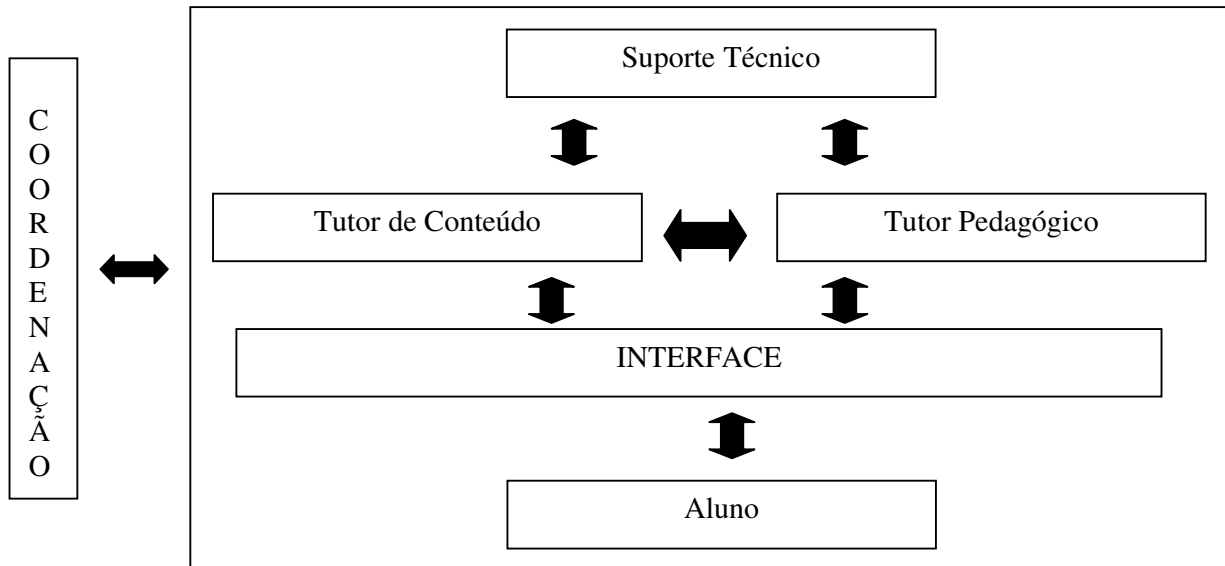 COORDENAÇÃO
Suporte Técnico
Tutor de Conteúdo
Tutor Pedagógico
INTERFACE
Aluno